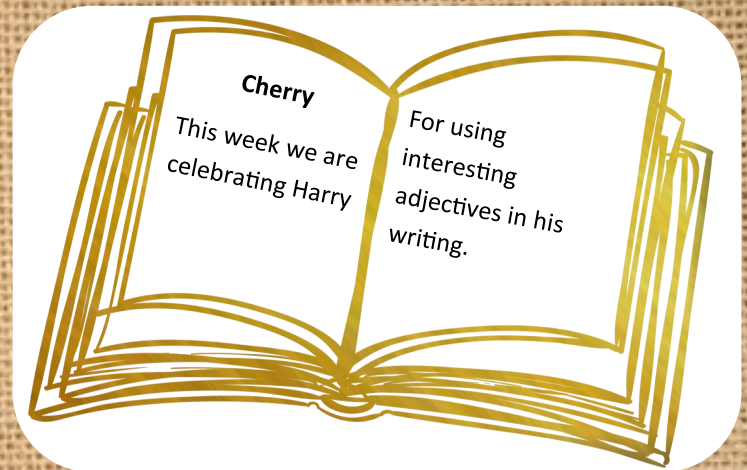 Cherry
This week we are
celebrating Harry
For using
interesting
adjectives in his
writing.